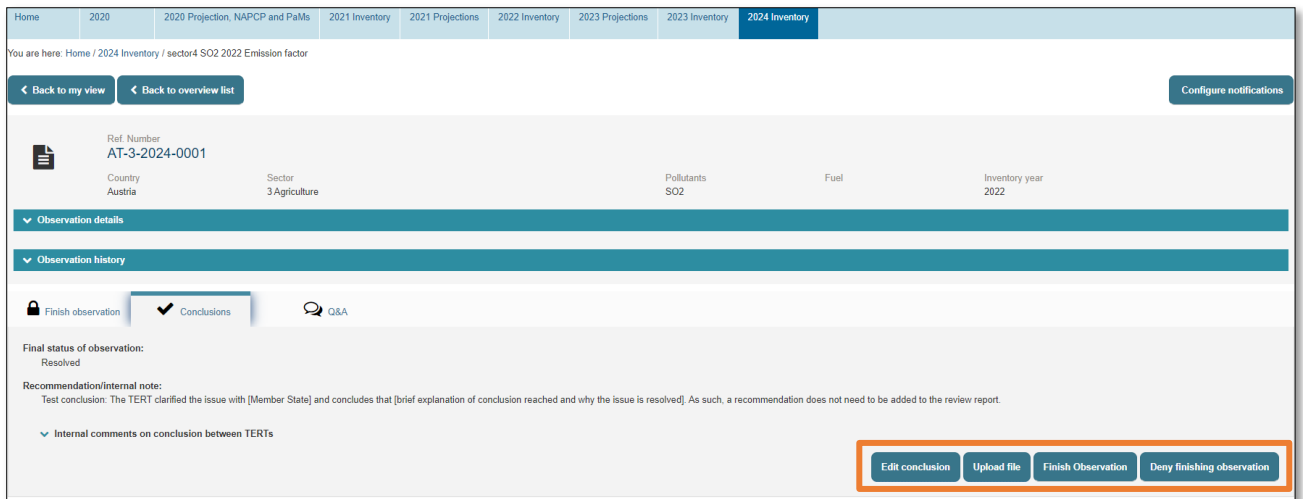 Home 2020 2020 Projection, NAPCP and PaMs 2021 Inventory 2021 Projections 2022 Inventory 2023 Projections 2023 Inventory 2024 Inventory
You are here: Home / 2024 Inventory / sector4 SO2 2022 Emission factor
Back to my view Back to overview list Configure notifications
Ref. Number
AT-3-2024-0001
Country Sector Pollutants Fuel Inventory year
Austria 3 Agriculture SO2 2022
Observation details
Observation history
Finish observation Conclusions Q&A
Final status of observation:
Resolved
Recommendation/internal note:
Test conclusion: The TERT clarified the issue with [Member State] and concludes that [brief explanation of conclusion reached and why the issue is resolved]. As such, a recommendation does not need to be added to the review report.
Internal comments on conclusion between TERTs
Edit conclusion Upload file Finish Observation Deny finishing observation